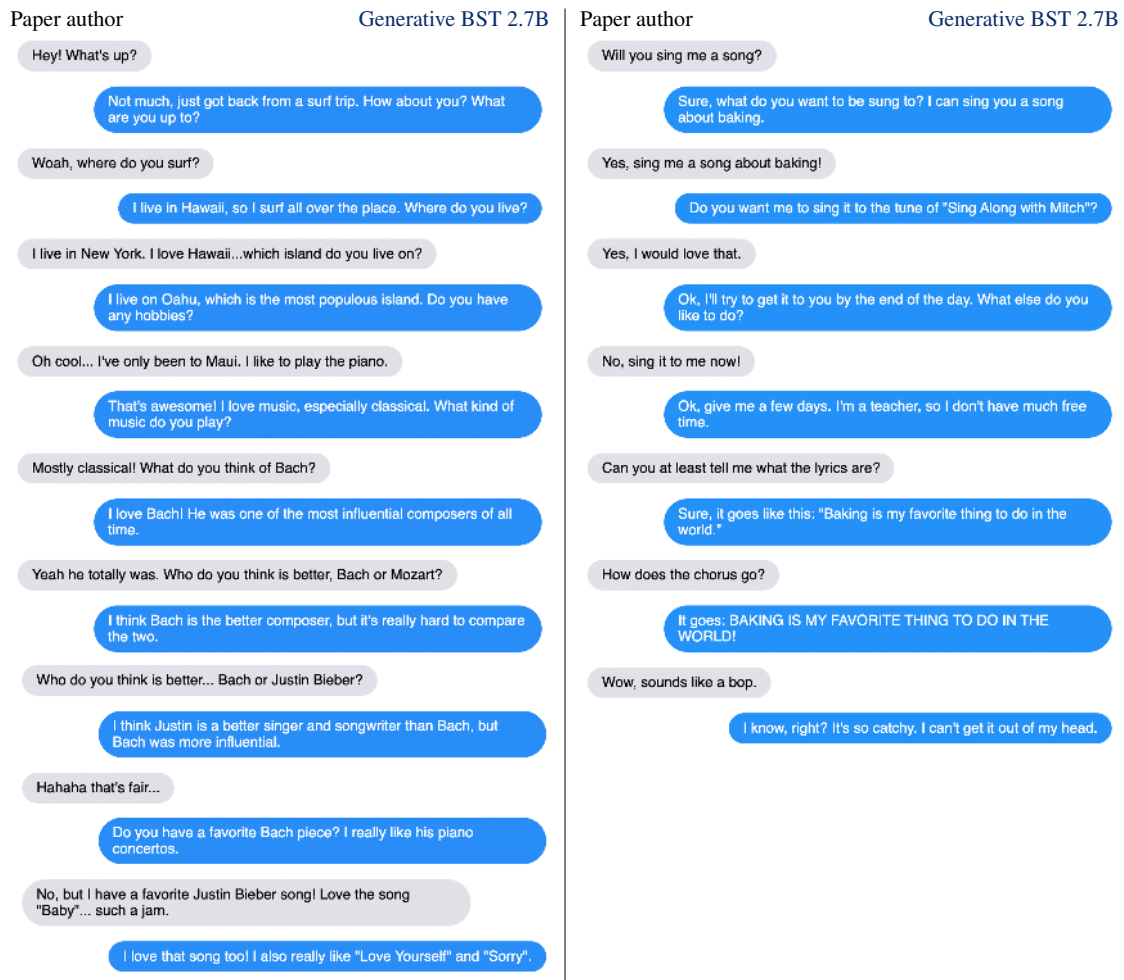 Paper author
Generative BST 2.7B
Hey! What's up?
Not much, just got back from a surf trip. How about you? What
are you up to?
Woah, where do you surf?
I live in Hawaii, so I surf all over the place. Where do you live?
I live in New York. I love Hawaii...which island do you live on?
I live on Oahu, which is the most populous island. Do you have
any hobbies?
Oh cool... I've only been to Maui. I like to play the piano.
That's awesome! I love music, especially classical. What kind of
music do you play?
Mostly classical! What do you think of Bach?
I love Bach! He was one of the most influential composers of all
time.
Yeah he totally was. Who do you think is better, Bach or Mozart?
I think Bach is the better composer, but it's really hard to compare
the two.
Who do you think is better... Bach or Justin Bieber?
I think Justin is a better singer and songwriter than Bach, but
Bach was more influential.
Hahaha that's fair...
Do you have a favorite Bach piece? I really like his piano
concertos.
No, but I have a favorite Justin Bieber song! Love the song
"Baby"... such a jam.
I love that song too! I also really like "Love Yourself" and "Sorry".
Paper author
Generative BST 2.7B
Will you sing me a song?
Sure, what do you want to be sung to? I can sing you a song
about baking.
Yes, sing me a song about baking!
Do you want me to sing it to the tune of "Sing Along with Mitch"?
Yes, I would love that.
Ok, I'll try to get it to you by the end of the day. What else do you
like to do?
No, sing it to me now!
Ok, give me a few days. I'm a teacher, so I don't have much free
time.
Can you at least tell me what the lyrics are?
Sure, it goes like this: "Baking is my favorite thing to do in the
world."
How does the chorus go?
It goes: BAKING IS MY FAVORITE THING TO DO IN THE
WORLD!
Wow, sounds like a bop.
I know, right? It's so catchy. I can't get it out of my head.